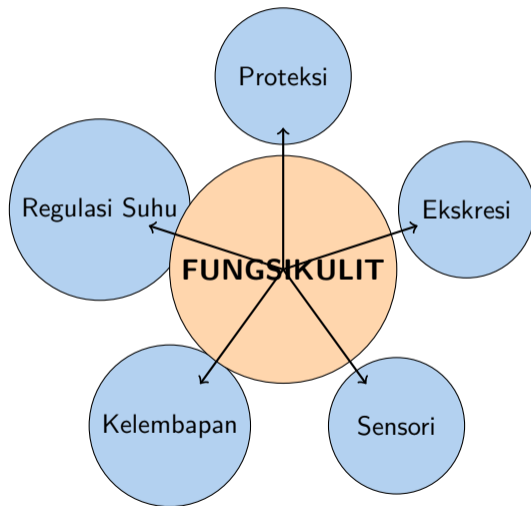 Proteksi
Regulasi Suhu
Ekskresi
FUNGSIKULIT
Kelembapan
Sensori